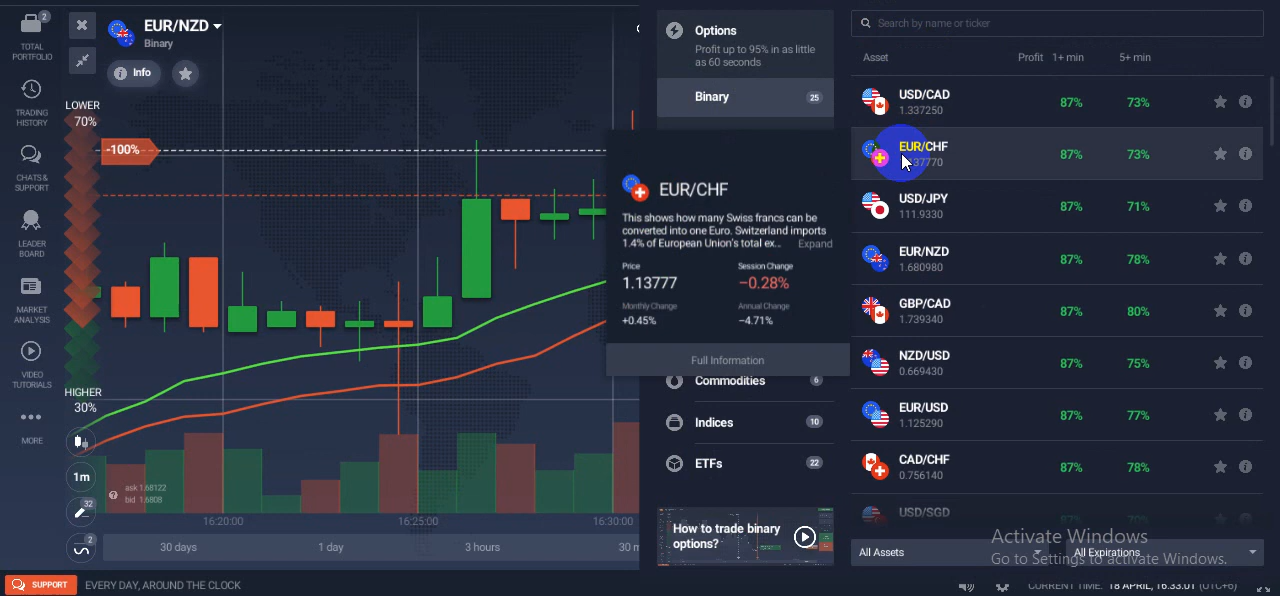 2
TOTAL
PORTFOLIO
TRADING
HISTORY
CHATS &
SUPPORT
LEADER
BOARD
MARKET
ANALYSIS
VIDEO
TUTORIALS
MORE
EUR/NZD
Binary
Info
LOWER
70%
-100%
HIGHER
30%
1m
32
2
ask 1.68122
bid 1.6808
16:20:00
16:25:00
16:30:00
30 days
1 day
3 hours
30 m
Options
Profit up to 95% in as little
as 60 seconds
Binary 25
EUR/CHF
This shows how many Swiss francs can be
converted into one Euro. Switzerland imports
1.4% of European Union's total ex... Expand
Price Session Change
1.13777 −0.28%
Monthly Change Annual Change
+0.45% −4.71%
Full Information
Commodities 6
Indices 10
ETFs 22
How to trade binary
options?
Search by name or ticker
Asset Profit 1+ min 5+ min
USD/CAD
1.337250 87% 73%
EUR/CHF
37770 87% 73%
USD/JPY
111.9330 87% 71%
EUR/NZD
1.680980 87% 78%
GBP/CAD
1.739340 87% 80%
NZD/USD
0.669430 87% 75%
EUR/USD
1.125290 87% 77%
CAD/CHF
0.756140 87% 78%
USD/SGD
All Assets
All Expirations
Activate Windows
Go to Settings to activate Windows.
SUPPORT
EVERY DAY, AROUND THE CLOCK
CURRENT TIME: 18 APRIL, 16:33:01 (UTC+6)